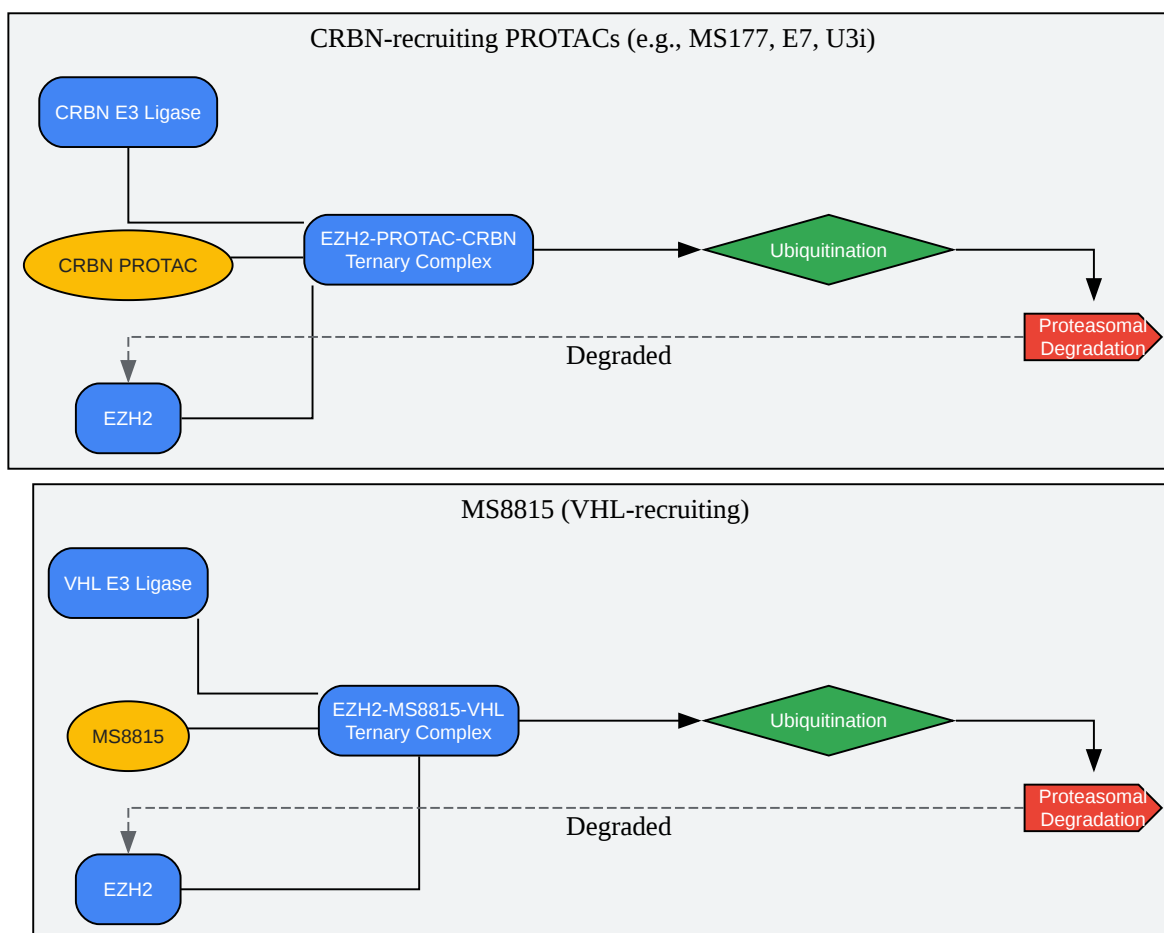 CRBN-recruiting PROTACs (e.g., MS177, E7, U3i)
CRBN E3 Ligase
CRBN PROTAC
EZH2-PROTAC-CRBN
Ternary Complex
Ubiquitination
Proteasomal
Degradation
Degraded
EZH2
MS8815 (VHL-recruiting)
VHL E3 Ligase
MS8815
EZH2-MS8815-VHL
Ternary Complex
Ubiquitination
Proteasomal
Degradation
Degraded
EZH2